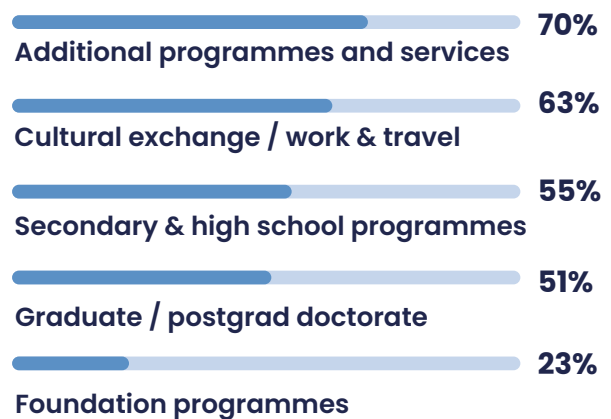 70%
Additional programmes and services
63%
Cultural exchange / work & travel
55%
Secondary & high school programmes
51%
Graduate / postgrad doctorate
23%
Foundation programmes